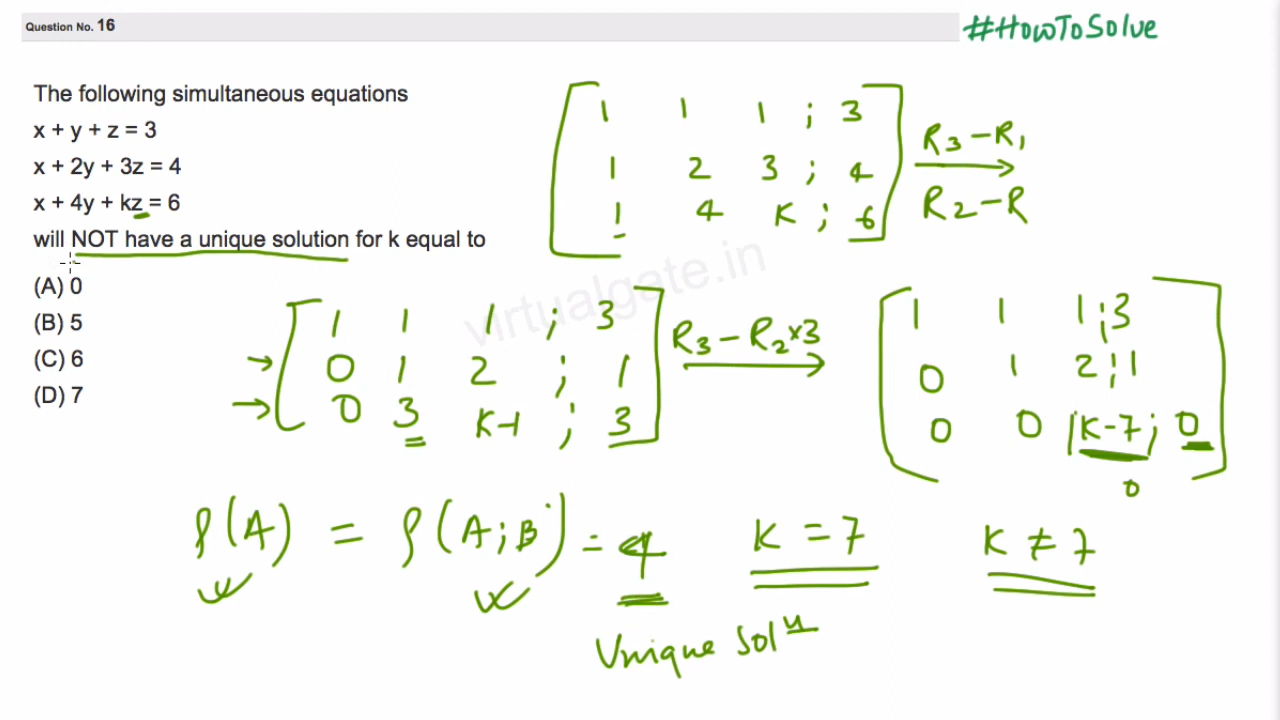 Question No. 16
#HowToSolve
The following simultaneous equations
x + y + z = 3
x + 2y + 3z = 4
x + 4y + kz = 6
will NOT have a unique solution for k equal to
(A) 0
(B) 5
(C) 6
(D) 7
1 1 1 ; 3
1 2 3 ; 4
1 4 K ; 6
R3 - R1
R2 - R
virtualgate.in
1 1 1 ; 3
0 1 2 ; 1
0 3 K-1 ; 3
R3 - R2 x 3
1 1 1 ; 3
0 1 2 ; 1
0 0 K-7 ; 0
0
ρ(A) = ρ(A ; B) = 4
K = 7
K ≠ 7
Unique Sol n